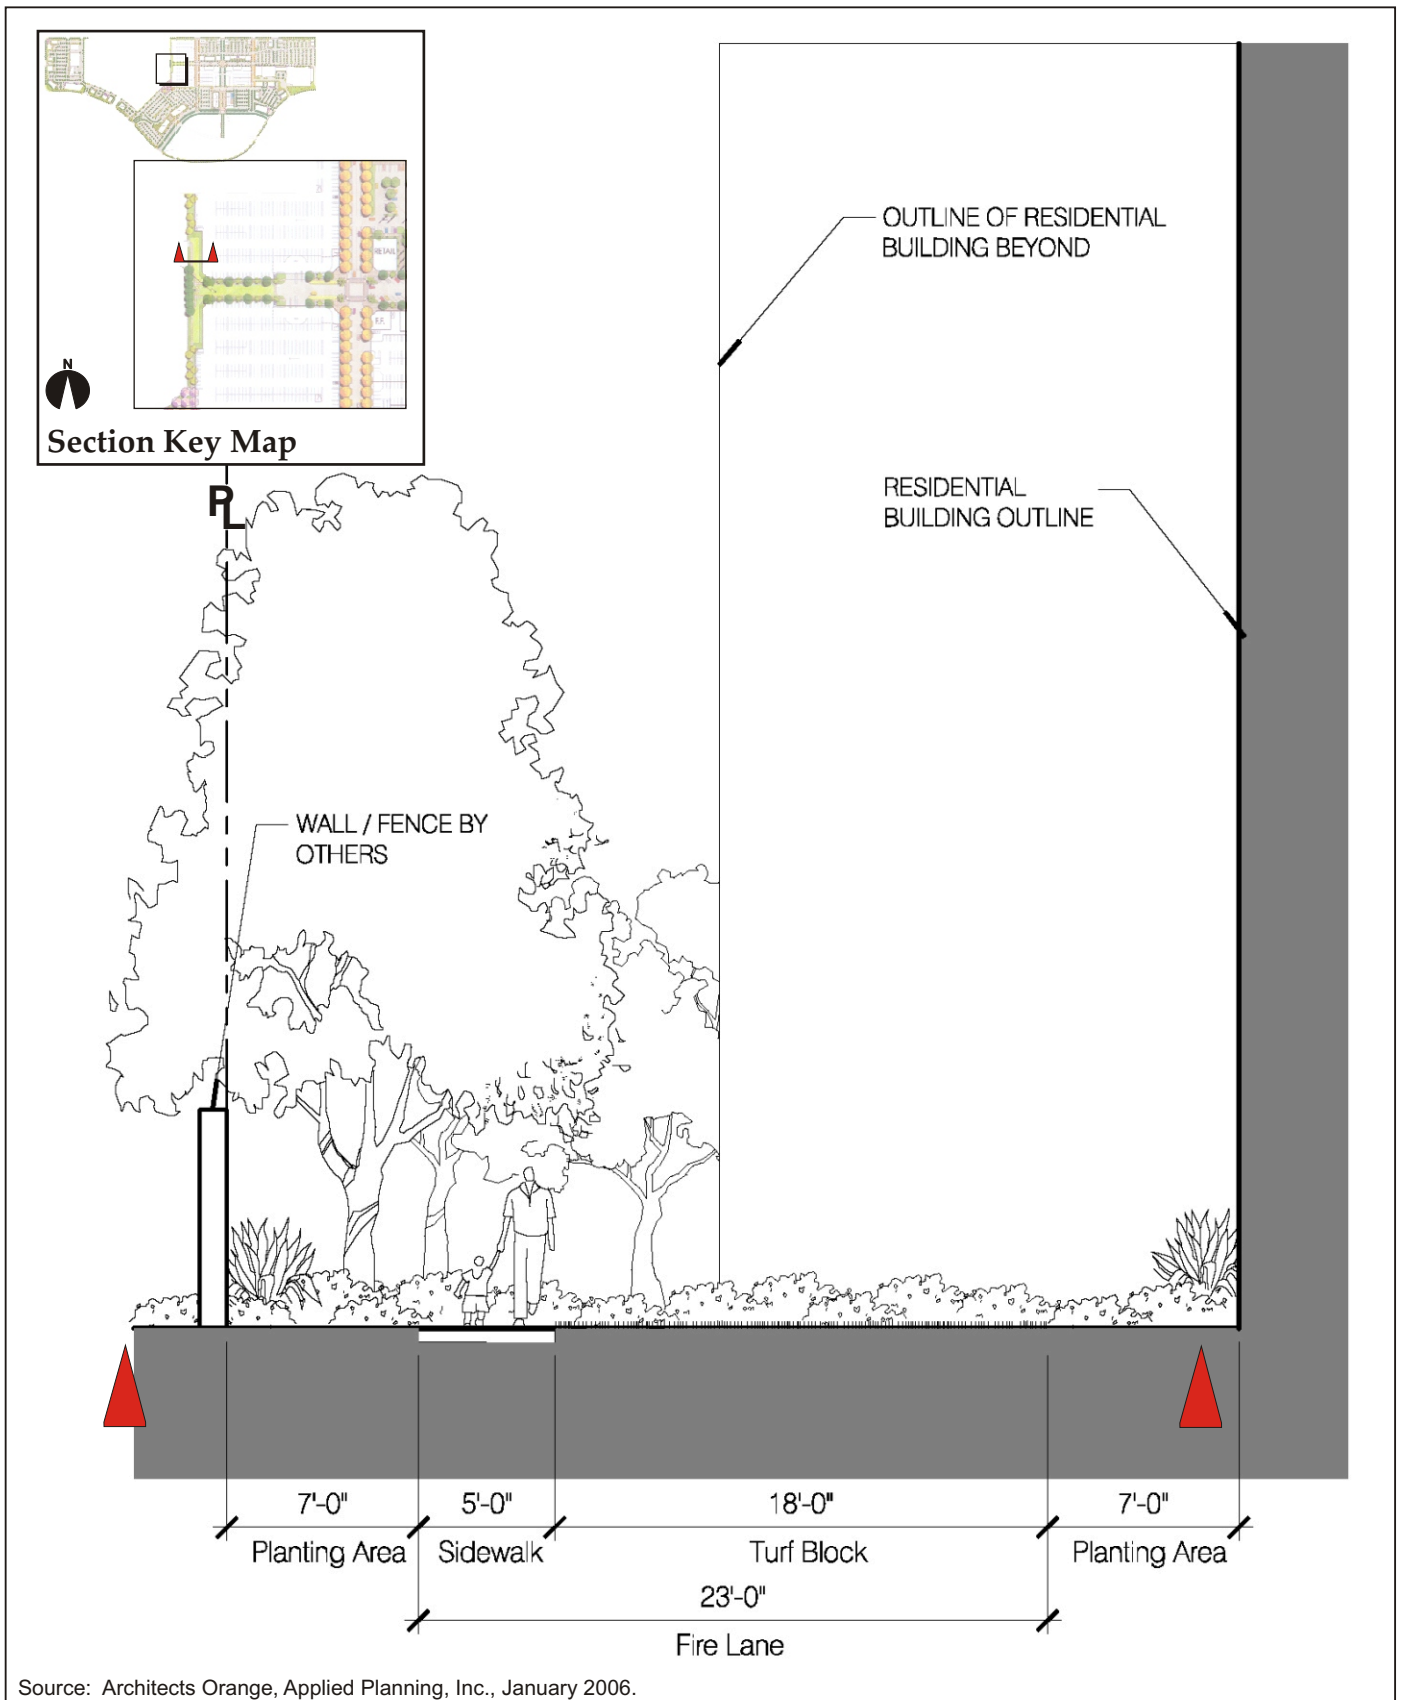 RETAIL
N
Section Key Map
PL
OUTLINE OF RESIDENTIAL
BUILDING BEYOND
RESIDENTIAL
BUILDING OUTLINE
WALL / FENCE BY
OTHERS
7'-0" 5'-0" 18'-0" 7'-0"
Planting Area Sidewalk Turf Block Planting Area
23'-0"
Fire Lane
Source: Architects Orange, Applied Planning, Inc., January 2006.